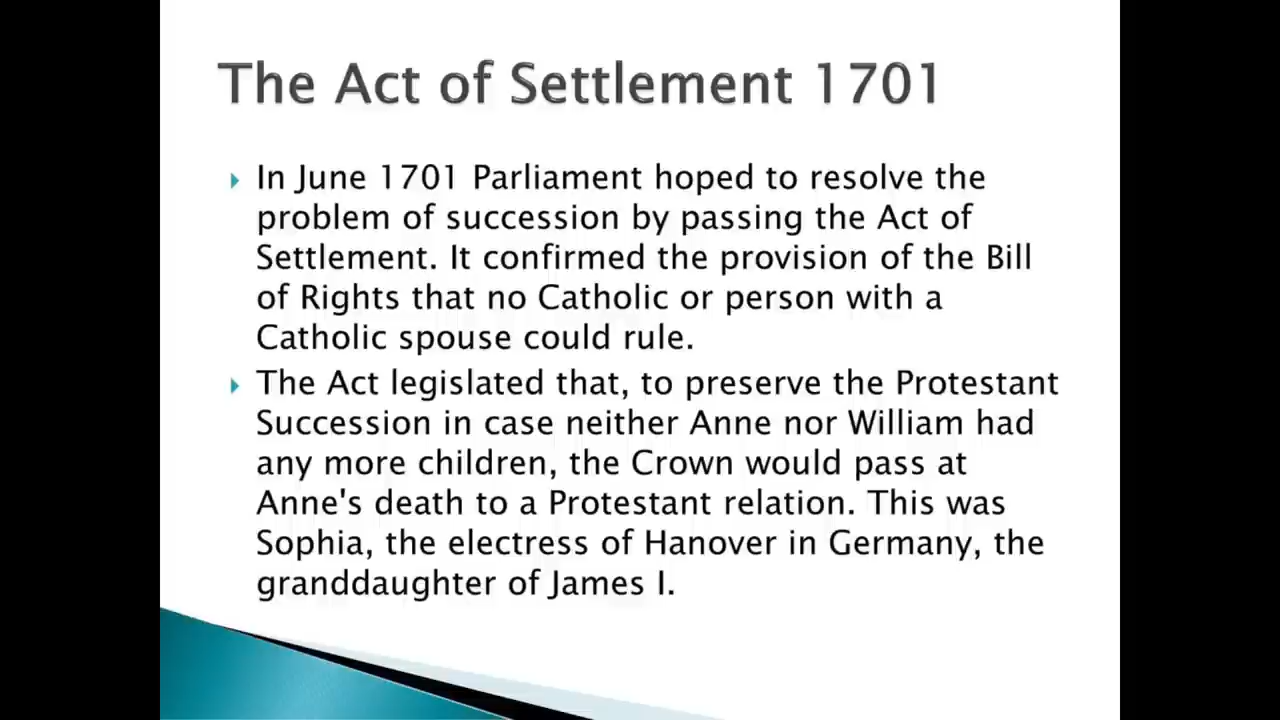 The Act of Settlement 1701
In June 1701 Parliament hoped to resolve the
problem of succession by passing the Act of
Settlement. It confirmed the provision of the Bill
of Rights that no Catholic or person with a
Catholic spouse could rule.
The Act legislated that, to preserve the Protestant
Succession in case neither Anne nor William had
any more children, the Crown would pass at
Anne's death to a Protestant relation. This was
Sophia, the electress of Hanover in Germany, the
granddaughter of James I.